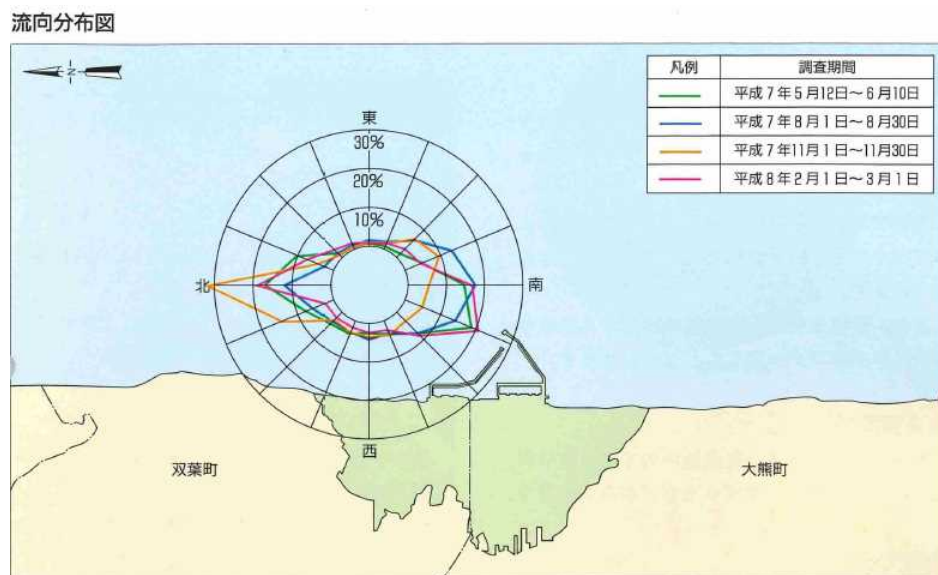 流向分布図
N
凡例 調査期間
平成7年5月12日~6月10日
平成7年8月1日~8月30日
平成7年11月1日~11月30日
平成8年2月1日~3月1日
東
30%
20%
10%
北
南
西
双葉町
大熊町